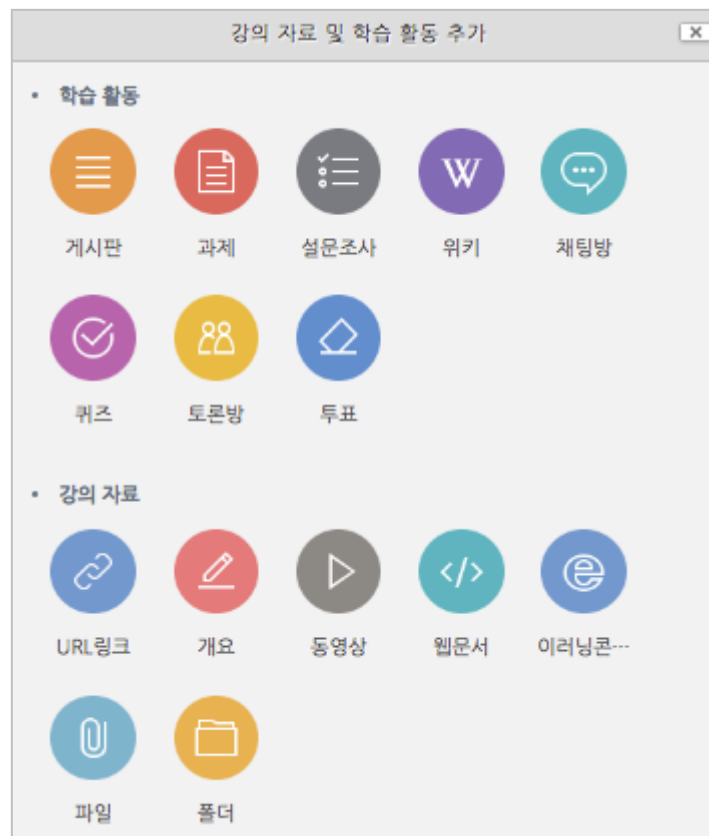 강의 자료 및 학습 활동 추가
• 학습 활동
게시판 과제 설문조사 위키 채팅방
퀴즈 토론방 투표
• 강의 자료
URL링크 개요 동영상 웹문서 이러닝콘…
파일 폴더